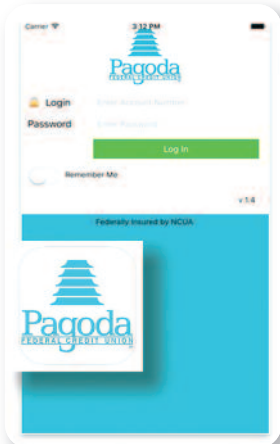 Carrier 3:12 PM
Pagoda
FEDERAL CREDIT UNION
Login Enter Account Number
Password Enter Password
Log In
Remember Me
v 1.4
Federally Insured by NCUA
Pagoda
FEDERAL CREDIT UNION